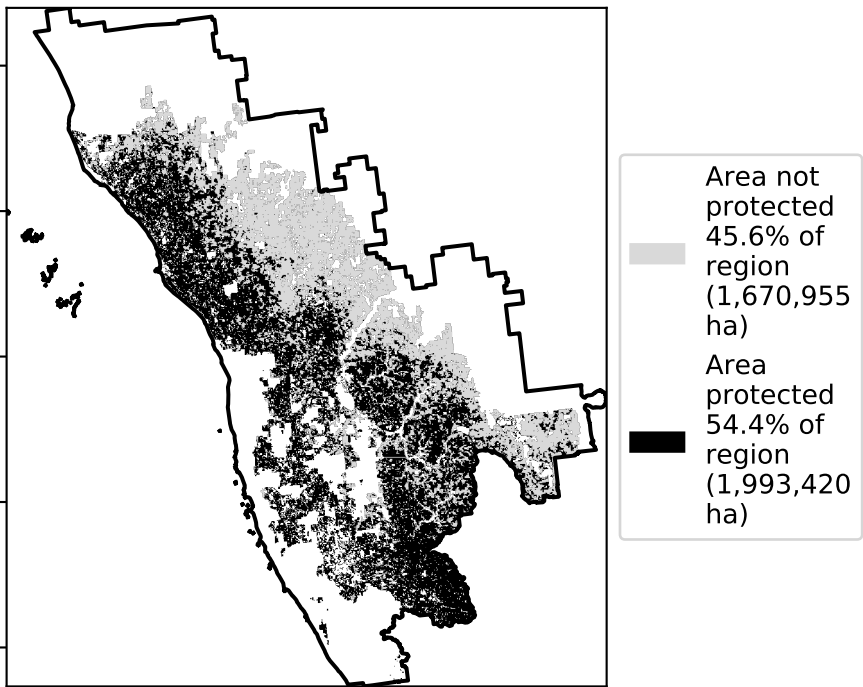 Area not
protected
45.6% of
region
(1,670,955
ha)
Area
protected
54.4% of
region
(1,993,420
ha)